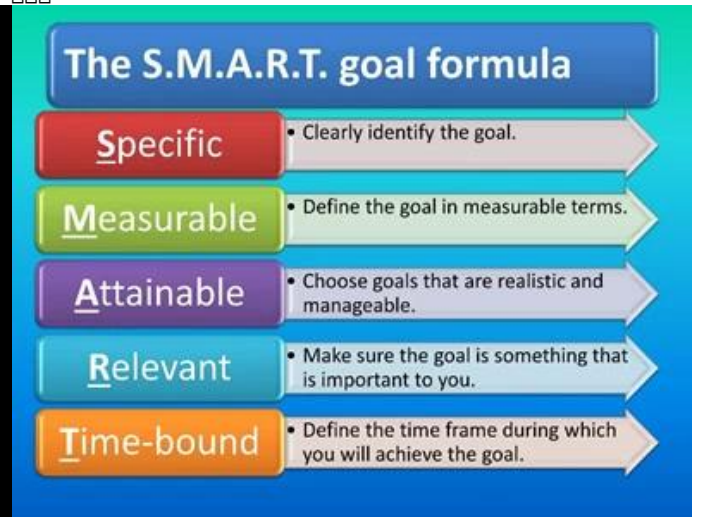 The S.M.A.R.T. goal formula
Specific
• Clearly identify the goal.
Measurable
• Define the goal in measurable terms.
Attainable
• Choose goals that are realistic and
manageable.
Relevant
• Make sure the goal is something that
is important to you.
Time-bound
• Define the time frame during which
you will achieve the goal.